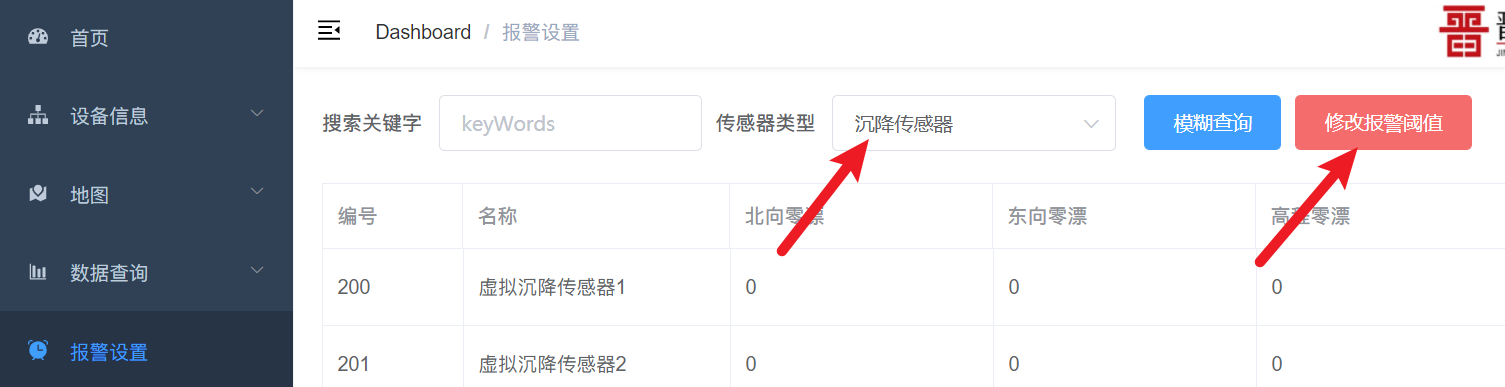 首页
设备信息
地图
数据查询
报警设置
Dashboard / 报警设置
晋
搜索关键字 keyWords 传感器类型 沉降传感器 模糊查询 修改报警阈值
编号 名称 北向零漂 东向零漂 高程零漂
200 虚拟沉降传感器1 0 0 0
201 虚拟沉降传感器2 0 0 0